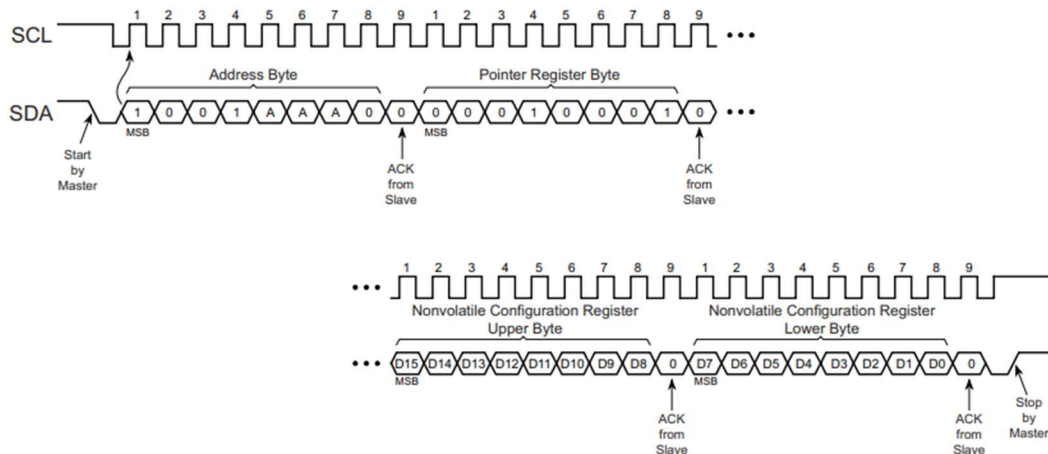 1 2 3 4 5 6 7 8 9 1 2 3 4 5 6 7 8 9
SCL
Address Byte Pointer Register Byte
SDA 1 0 0 1 A A A 0 0 0 0 0 1 0 0 0 1 0
MSB MSB
Start
by
Master
ACK
from
Slave
ACK
from
Slave
1 2 3 4 5 6 7 8 9 1 2 3 4 5 6 7 8 9
Nonvolatile Configuration Register
Upper Byte
Nonvolatile Configuration Register
Lower Byte
D15 D14 D13 D12 D11 D10 D9 D8 0 D7 D6 D5 D4 D3 D2 D1 D0 0
MSB MSB
ACK
from
Slave
ACK
from
Slave
Stop
by
Master